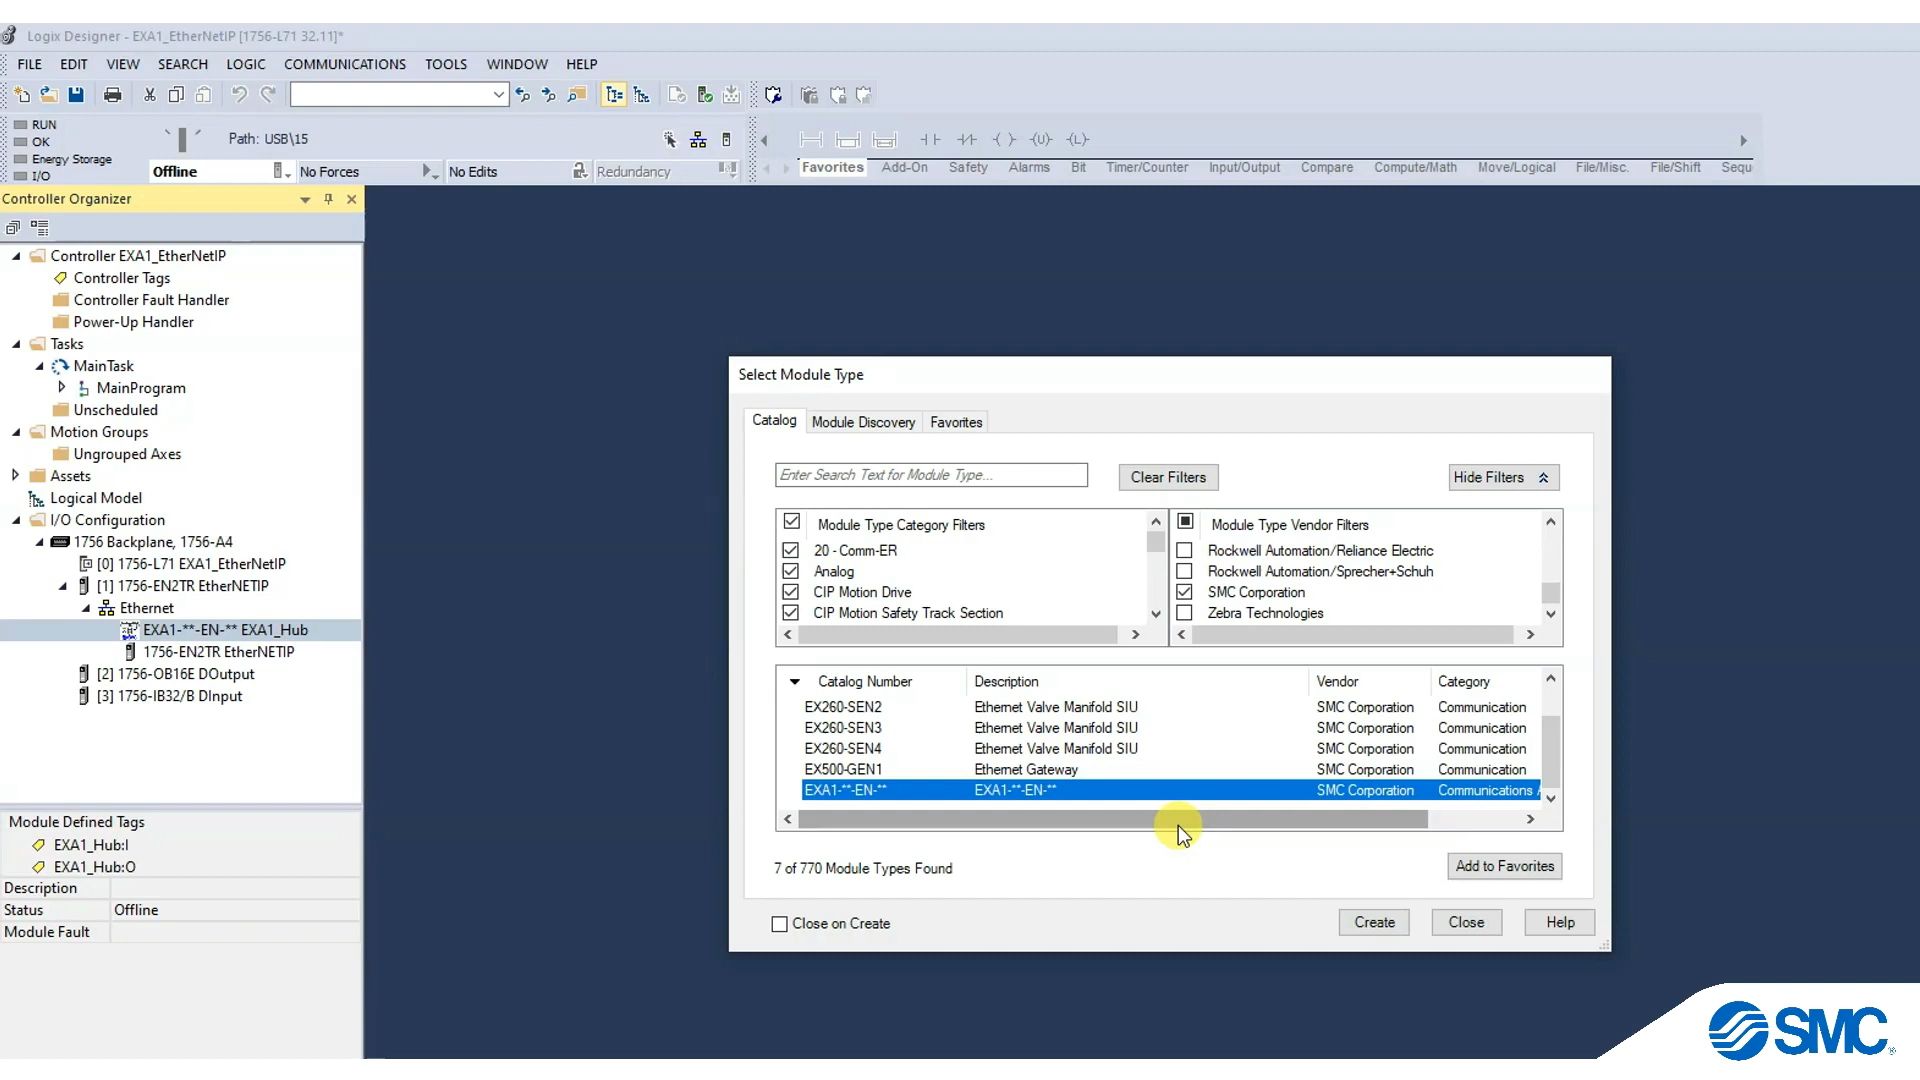 Logix Designer - EXA1_EtherNetIP [1756-L71 32.11]*
FILE EDIT VIEW SEARCH LOGIC COMMUNICATIONS TOOLS WINDOW HELP
RUN
OK
Energy Storage
I/O
Path: USB\15
Offline
No Forces
No Edits
Redundancy
Favorites Add-On Safety Alarms Bit Timer/Counter Input/Output Compare Compute/Math Move/Logical File/Misc. File/Shift Sequ
Controller Organizer
Controller EXA1_EtherNetIP
Controller Tags
Controller Fault Handler
Power-Up Handler
Tasks
MainTask
MainProgram
Unscheduled
Motion Groups
Ungrouped Axes
Assets
Logical Model
I/O Configuration
1756 Backplane, 1756-A4
[0] 1756-L71 EXA1_EtherNetIP
[1] 1756-EN2TR EtherNETIP
Ethernet
EXA1-**-EN-** EXA1_Hub
1756-EN2TR EtherNETIP
[2] 1756-OB16E DOutput
[3] 1756-IB32/B DInput
Module Defined Tags
EXA1_Hub:I
EXA1_Hub:O
Description
Status Offline
Module Fault
Select Module Type
Catalog Module Discovery Favorites
Enter Search Text for Module Type...
Clear Filters
Hide Filters
Module Type Category Filters
20 - Comm-ER
Analog
CIP Motion Drive
CIP Motion Safety Track Section
Module Type Vendor Filters
Rockwell Automation/Reliance Electric
Rockwell Automation/Sprecher+Schuh
SMC Corporation
Zebra Technologies
Catalog Number Description Vendor Category
EX260-SEN2 Ethernet Valve Manifold SIU SMC Corporation Communication
EX260-SEN3 Ethernet Valve Manifold SIU SMC Corporation Communication
EX260-SEN4 Ethernet Valve Manifold SIU SMC Corporation Communication
EX500-GEN1 Ethernet Gateway SMC Corporation Communication
EXA1-**-EN-** EXA1-**-EN-** SMC Corporation Communications
7 of 770 Module Types Found
Add to Favorites
Close on Create
Create
Close
Help
SMC